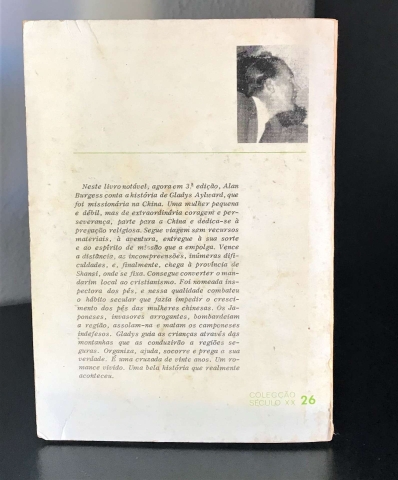 Neste livro notável, agora em 3ª edição, Alan
Burgess conta a história de Gladys Aylward, que
foi missionária na China. Uma mulher pequena
e débil, mas de extraordinária coragem e per-
severança, parte para a China e dedica-se à
pregação religiosa. Segue viagem sem recursos
materiais, à aventura, entregue à sua sorte
e ao espírito de missão que a empolga. Vence
a distância, as incompreensões, inúmeras difi-
culdades, e, finalmente, chega à província de
Shansi, onde se fixa. Consegue converter o man-
darim local ao cristianismo. Foi nomeada ins-
pectora dos pés, e nessa qualidade combateu
o hábito secular que fazia impedir o cresci-
mento dos pés das mulheres chinesas. Os Ja-
poneses, invasores arrogantes, bombardeiam
a região, assolam-na e matam os camponeses
indefesos. Gladys guia as crianças através das
montanhas que as conduzirão a regiões se-
guras. Organiza, ajuda, socorre e prega a sua
verdade. É uma cruzada de vinte anos. Um ro-
mance vivido. Uma bela história que realmente
aconteceu.
COLECÇÃO
SÉCULO XX 26